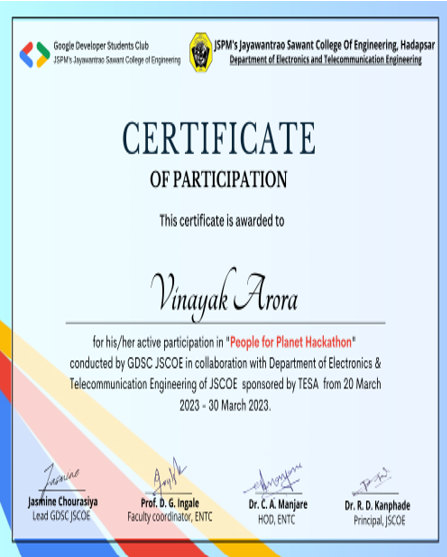 Google Developer Students Club
JSPM's Jayawantrao Sawant College of Engineering
JSPM's Jayawantrao Sawant College Of Engineering, Hadapsar
Department of Electronics and Telecommunication Engineering
CERTIFICATE
OF PARTICIPATION
This certificate is awarded to
Vinayak Arora
for his/her active participation in "People for Planet Hackathon"
conducted by GDSC JSCOE in collaboration with Department of Electronics &
Telecommunication Engineering of JSCOE sponsored by TESA from 20 March
2023 - 30 March 2023.
Jasmine
Jasmine Chourasiya
Lead GDSC JSCOE
Prof. D. G. Ingale
Faculty coordinator, ENTC
Dr. C. A. Manjare
HOD, ENTC
Dr. R. D. Kanphade
Principal, JSCOE